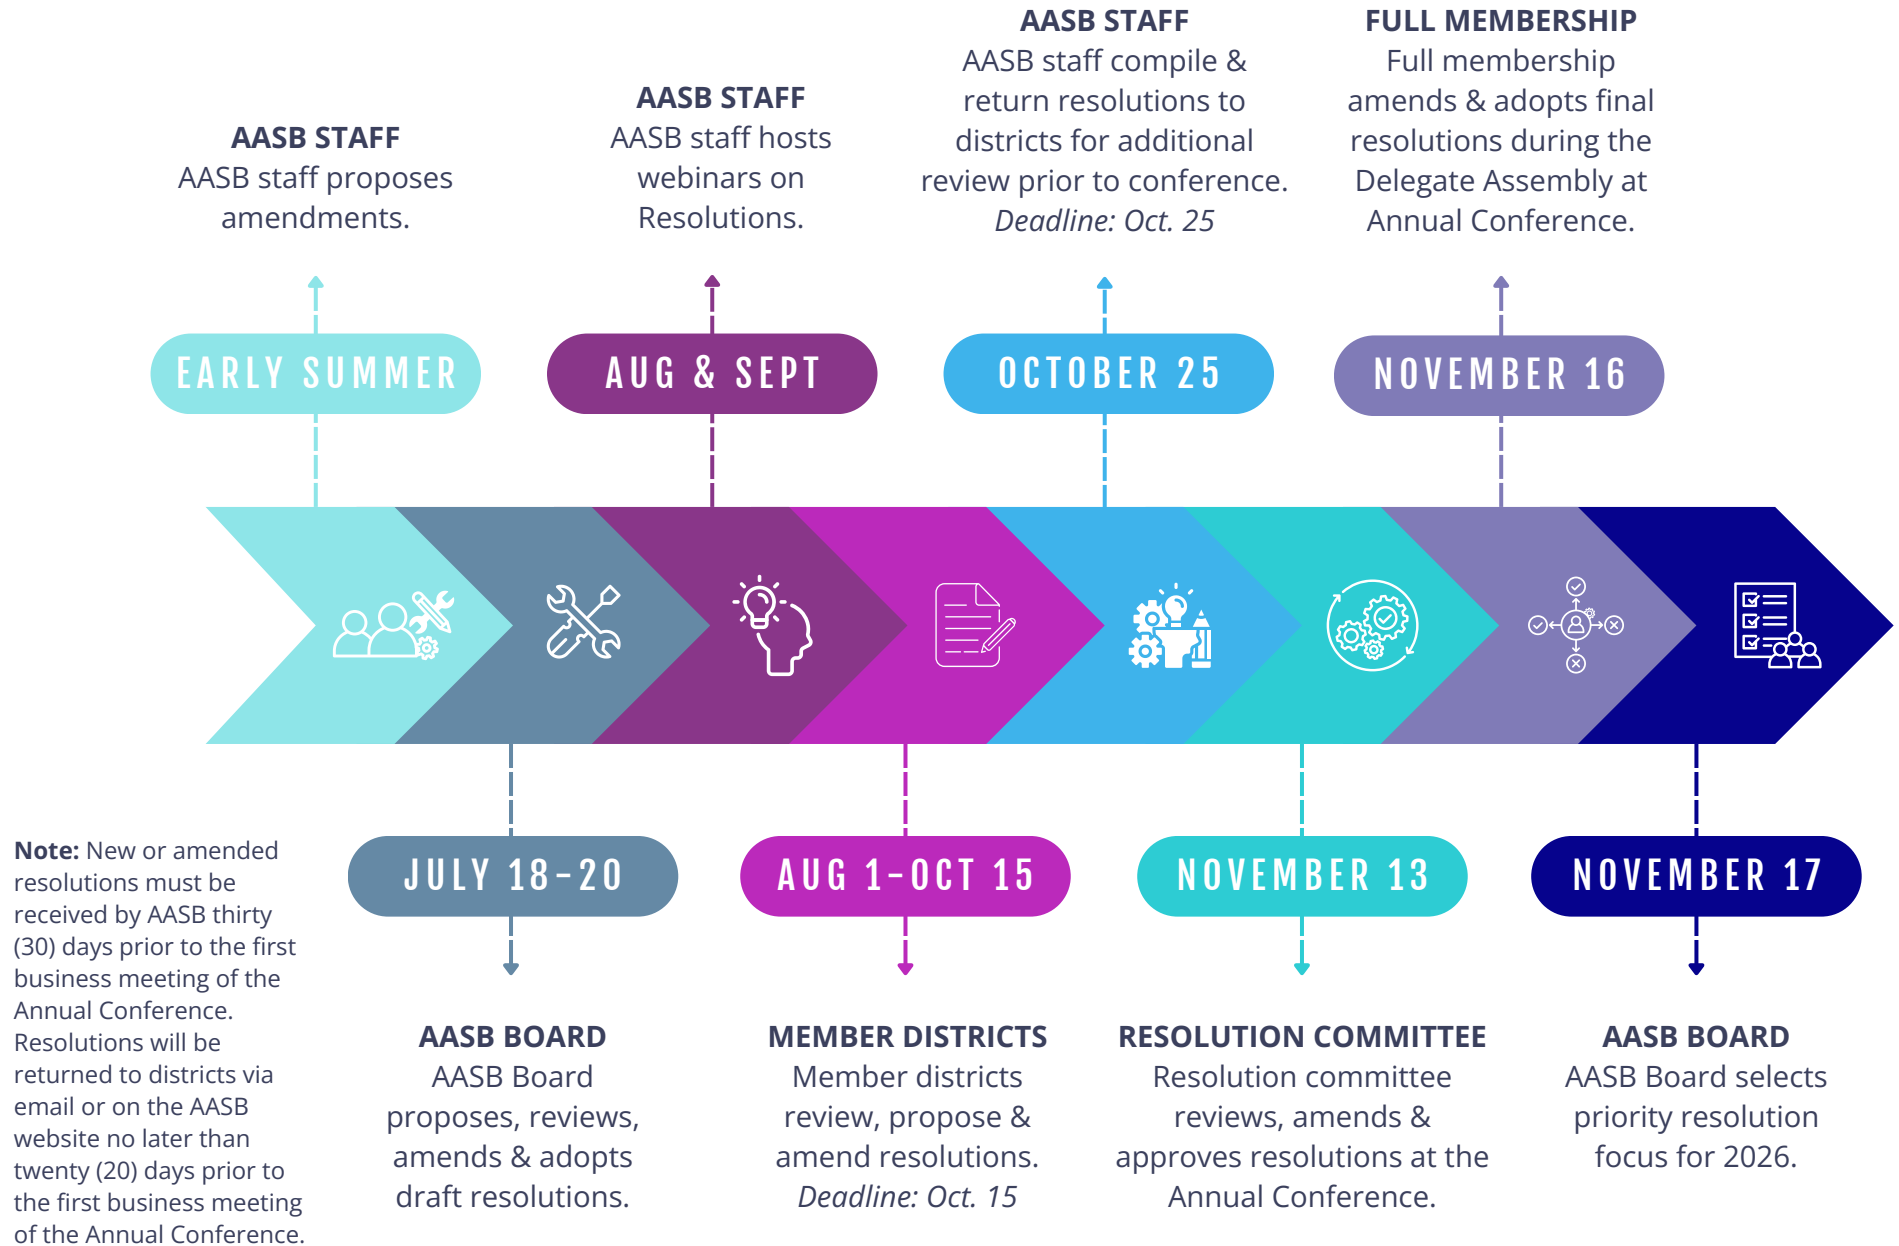 AASB STAFF
AASB staff proposes
amendments.
EARLY SUMMER
AASB STAFF
AASB staff hosts
webinars on
Resolutions.
AUG & SEPT
AASB STAFF
AASB staff compile &
return resolutions to
districts for additional
review prior to conference.
Deadline: Oct. 25
OCTOBER 25
FULL MEMBERSHIP
Full membership
amends & adopts final
resolutions during the
Delegate Assembly at
Annual Conference.
NOVEMBER 16
Note: New or amended
resolutions must be
received by AASB thirty
(30) days prior to the first
business meeting of the
Annual Conference.
Resolutions will be
returned to districts via
email or on the AASB
website no later than
twenty (20) days prior to
the first business meeting
of the Annual Conference.
JULY 18-20
AASB BOARD
AASB Board
proposes, reviews,
amends & adopts
draft resolutions.
AUG 1-OCT 15
MEMBER DISTRICTS
Member districts
review, propose &
amend resolutions.
Deadline: Oct. 15
NOVEMBER 13
RESOLUTION COMMITTEE
Resolution committee
reviews, amends &
approves resolutions at the
Annual Conference.
NOVEMBER 17
AASB BOARD
AASB Board selects
priority resolution
focus for 2026.